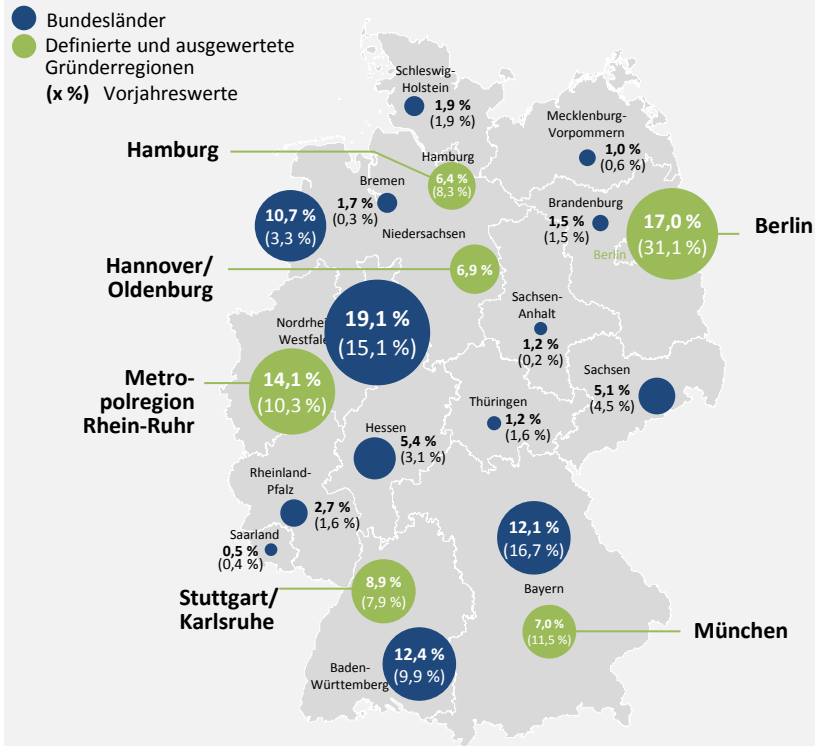 Bundesländer
Definierte und ausgewertete
Gründerregionen
(x %) Vorjahreswerte
Schleswig-
Holstein
1,9 %
(1,9 %)
Mecklenburg-
Vorpommern
1,0 %
(0,6 %)
Hamburg
Hamburg
6,4 %
(8,3 %)
Bremen
1,7 %
(0,3 %)
10,7 %
(3,3 %)
Niedersachsen
Brandenburg
1,5 %
(1,5 %)
Berlin
17,0 %
(31,1 %)
Berlin
Hannover/
Oldenburg
6,9 %
Sachsen-
Anhalt
1,2 %
(0,2 %)
Nordrhei
Westfale
19,1 %
(15,1 %)
14,1 %
(10,3 %)
Metro-
polregion
Rhein-Ruhr
Sachsen
5,1 %
(4,5 %)
Thüringen
1,2 %
(1,6 %)
Hessen
5,4 %
(3,1 %)
Rheinland-
Pfalz
2,7 %
(1,6 %)
Saarland
0,5 %
(0,4 %)
12,1 %
(16,7 %)
Bayern
8,9 %
(7,9 %)
Stuttgart/
Karlsruhe
7,0 %
(11,5 %)
München
12,4 %
(9,9 %)
Baden-
Württemberg